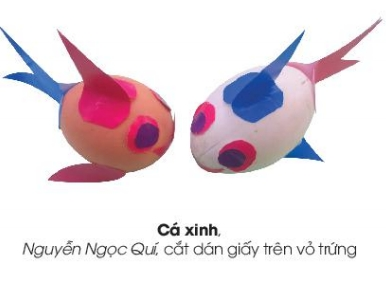 Cá xinh,
Nguyễn Ngọc Quí, cắt dán giấy trên vỏ trứng